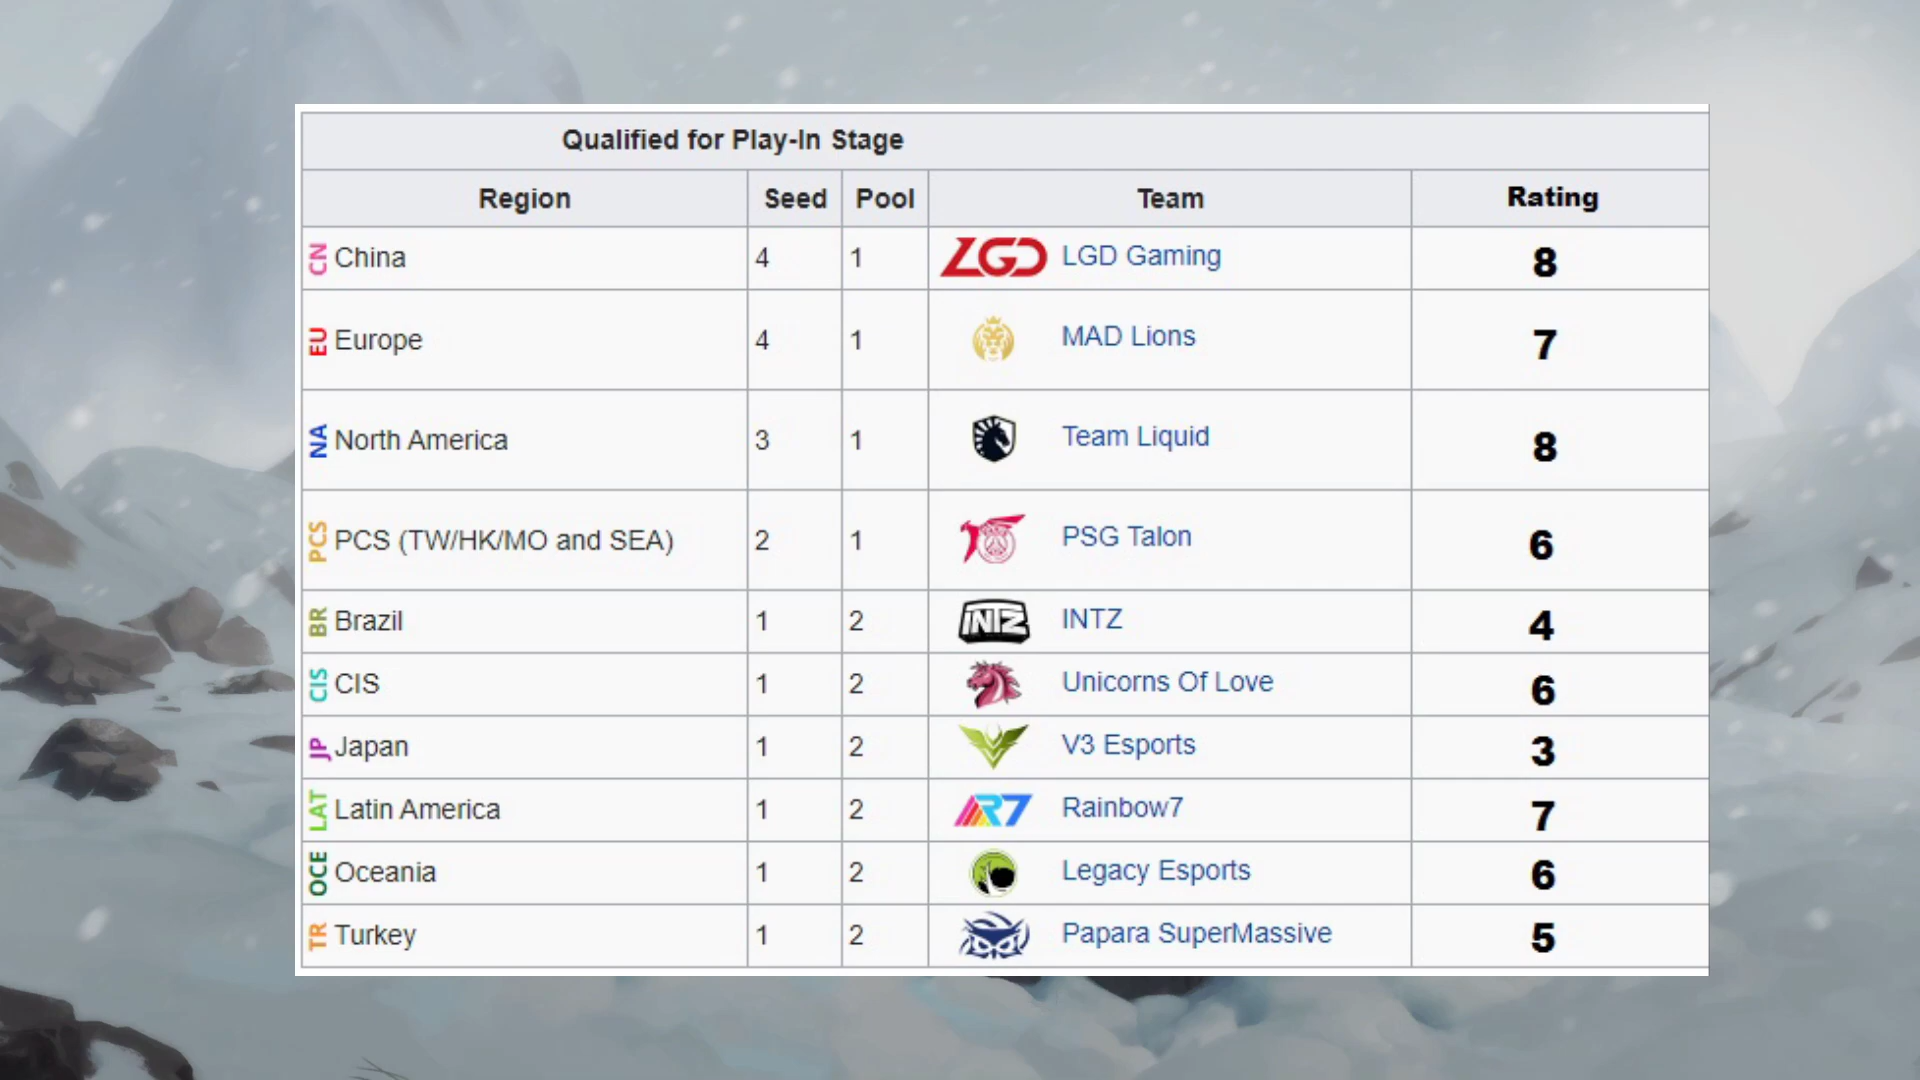 Qualified for Play-In Stage
Region Seed Pool Team Rating
CN China 4 1 LGD LGD Gaming 8
EU Europe 4 1 MAD Lions 7
NA North America 3 1 Team Liquid 8
PCS PCS (TW/HK/MO and SEA) 2 1 PSG Talon 6
BR Brazil 1 2 INTZ INTZ 4
CIS CIS 1 2 Unicorns Of Love 6
JP Japan 1 2 V3 Esports 3
LAT Latin America 1 2 R7 Rainbow7 7
OCE Oceania 1 2 Legacy Esports 6
TR Turkey 1 2 Papara SuperMassive 5